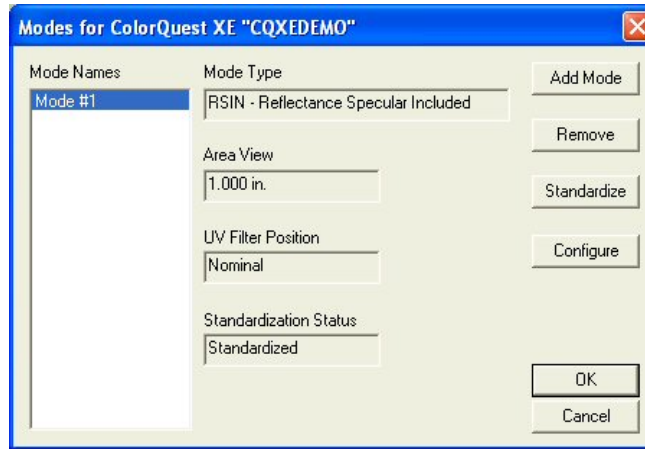 Modes for ColorQuest XE "CQXEDEMO"
Mode Names
Mode #1
Mode Type
RSIN - Reflectance Specular Included
Area View
1.000 in.
UV Filter Position
Nominal
Standardization Status
Standardized
Add Mode
Remove
Standardize
Configure
OK
Cancel